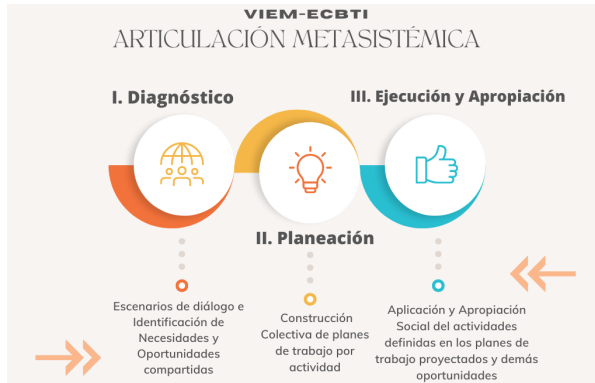 VIEM-ECBTI
ARTICULACIÓN METASISTÉMICA
I. Diagnóstico
III. Ejecución y Apropiación
II. Planeación
Escenarios de diálogo e
Identificación de
Necesidades y
Oportunidades
compartidas
Construcción
Colectiva de planes
de trabajo por
actividad
Aplicación y Apropiación
Social del actividades
definidas en los planes de
trabajo proyectados y demás
oportunidades